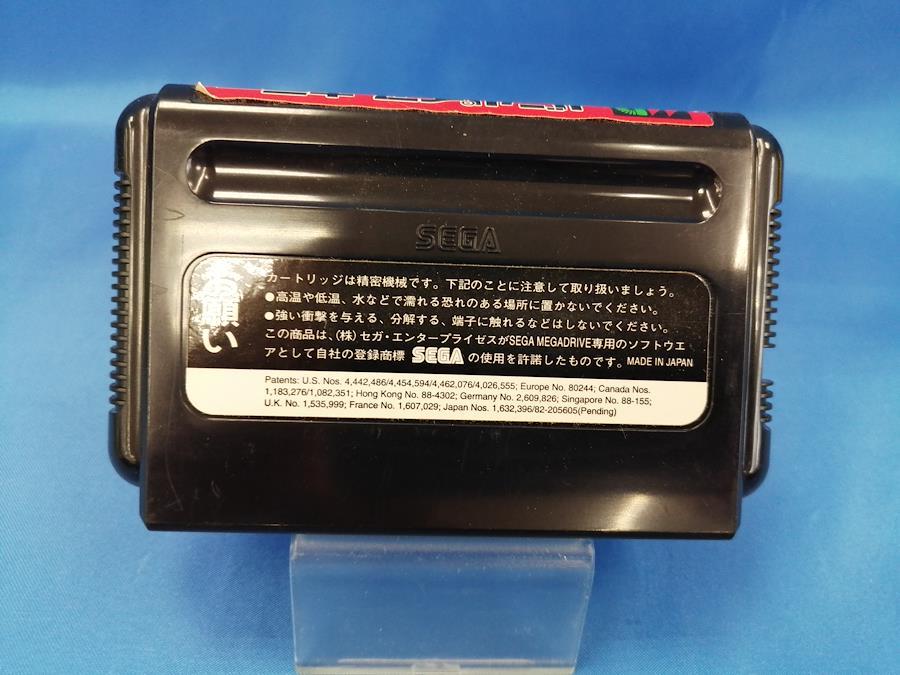 SEGA
お願い
カートリッジは精密機械です。下記のことに注意して取り扱いましょう。
●高温や低温、水などで濡れる恐れのある場所に置かないでください。
●強い衝撃を与える、分解する、端子に触れるなどはしないでください。
この商品は、(株)セガ・エンタープライゼスがSEGA MEGADRIVE専用のソフトウエ
アとして自社の登録商標 SEGA の使用を許諾したものです。 MADE IN JAPAN
Patents: U.S. Nos. 4,442,486/4,454,594/4,462,076/4,026,555; Europe No. 80244; Canada Nos.
1,183,276/1,082,351; Hong Kong No. 88-4302; Germany No. 2,609,826; Singapore No. 88-155;
U.K. No. 1,535,999; France No. 1,607,029; Japan Nos. 1,632,396/82-205605(Pending)